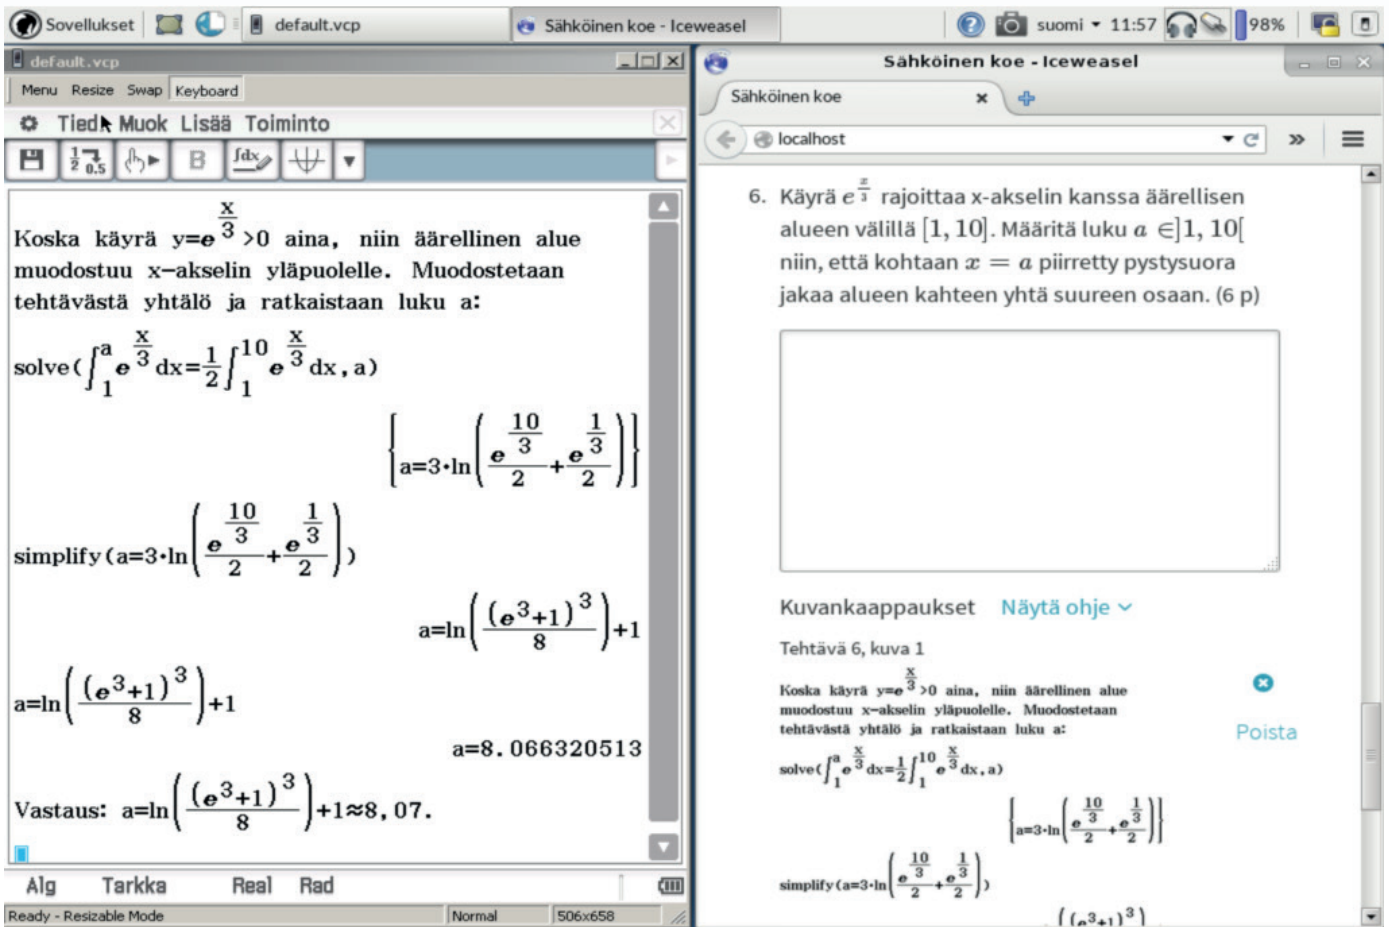 Sovellukset
default.vcp
Sähköinen koe - Iceweasel
suomi
11:57
98%
default.vcp
Menu Resize Swap Keyboard
Tied Muok Lisää Toiminto
Koska käyrä y=e^(x/3)>0 aina, niin äärellinen alue
muodostuu x-akselin yläpuolelle. Muodostetaan
tehtävästä yhtälö ja ratkaistaan luku a:
solve(∫_1^a e^(x/3)dx=1/2∫_1^10 e^(x/3)dx,a)
{a=3·ln(e^(10/3)/2+e^(1/3)/2)}
simplify(a=3·ln(e^(10/3)/2+e^(1/3)/2))
a=ln((e^3+1)^3/8)+1
a=ln((e^3+1)^3/8)+1
a=8.066320513
Vastaus: a=ln((e^3+1)^3/8)+1≈8,07.
Alg Tarkka Real Rad
Ready - Resizable Mode
Normal
506x658
Sähköinen koe - Iceweasel
Sähköinen koe
localhost
6. Käyrä e^(x/3) rajoittaa x-akselin kanssa äärellisen
alueen välillä [1, 10]. Määritä luku a ∈]1, 10[
niin, että kohtaan x = a piirretty pystysuora
jakaa alueen kahteen yhtä suureen osaan. (6 p)
Kuvankaappaukset Näytä ohje
Tehtävä 6, kuva 1
Koska käyrä y=e^(x/3)>0 aina, niin äärellinen alue
muodostuu x-akselin yläpuolelle. Muodostetaan
tehtävästä yhtälö ja ratkaistaan luku a:
Poista
solve(∫_1^a e^(x/3)dx=1/2∫_1^10 e^(x/3)dx,a)
{a=3·ln(e^(10/3)/2+e^(1/3)/2)}
simplify(a=3·ln(e^(10/3)/2+e^(1/3)/2))
((e^3+1)^3)